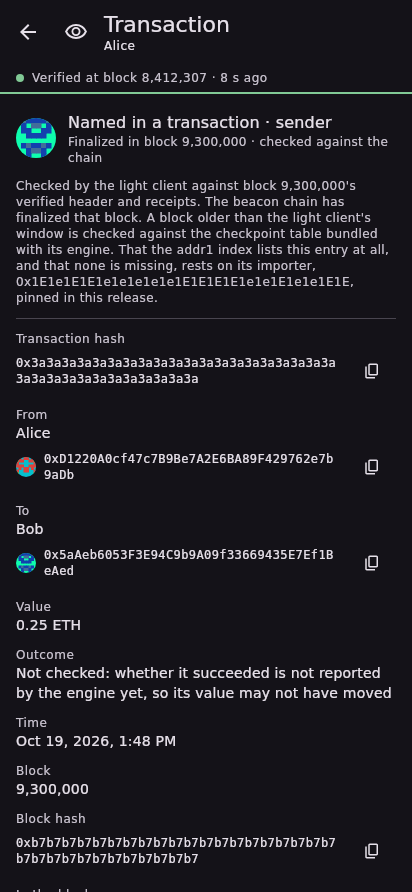 Transaction
Alice
Verified at block 8,412,307 · 8 s ago
Named in a transaction · sender
Finalized in block 9,300,000 · checked against the
chain
Checked by the light client against block 9,300,000's
verified header and receipts. The beacon chain has
finalized that block. A block older than the light client's
window is checked against the checkpoint table bundled
with its engine. That the addr1 index lists this entry at all,
and that none is missing, rests on its importer,
0x1E1e1E1E1e1e1e1e1e1E1E1E1E1e1e1E1e1e1E1E,
pinned in this release.
Transaction hash
0x3a3a3a3a3a3a3a3a3a3a3a3a3a3a3a3a3a3a3a3a
3a3a3a3a3a3a3a3a3a3a3a3a
From
Alice
0xD1220A0cf47c7B9Be7A2E6BA89F429762e7b
9aDb
To
Bob
0x5aAeb6053F3E94C9b9A09f33669435E7Ef1B
eAed
Value
0.25 ETH
Outcome
Not checked: whether it succeeded is not reported
by the engine yet, so its value may not have moved
Time
Oct 19, 2026, 1:48 PM
Block
9,300,000
Block hash
0xb7b7b7b7b7b7b7b7b7b7b7b7b7b7b7b7b7b7b7b7
b7b7b7b7b7b7b7b7b7b7b7b7